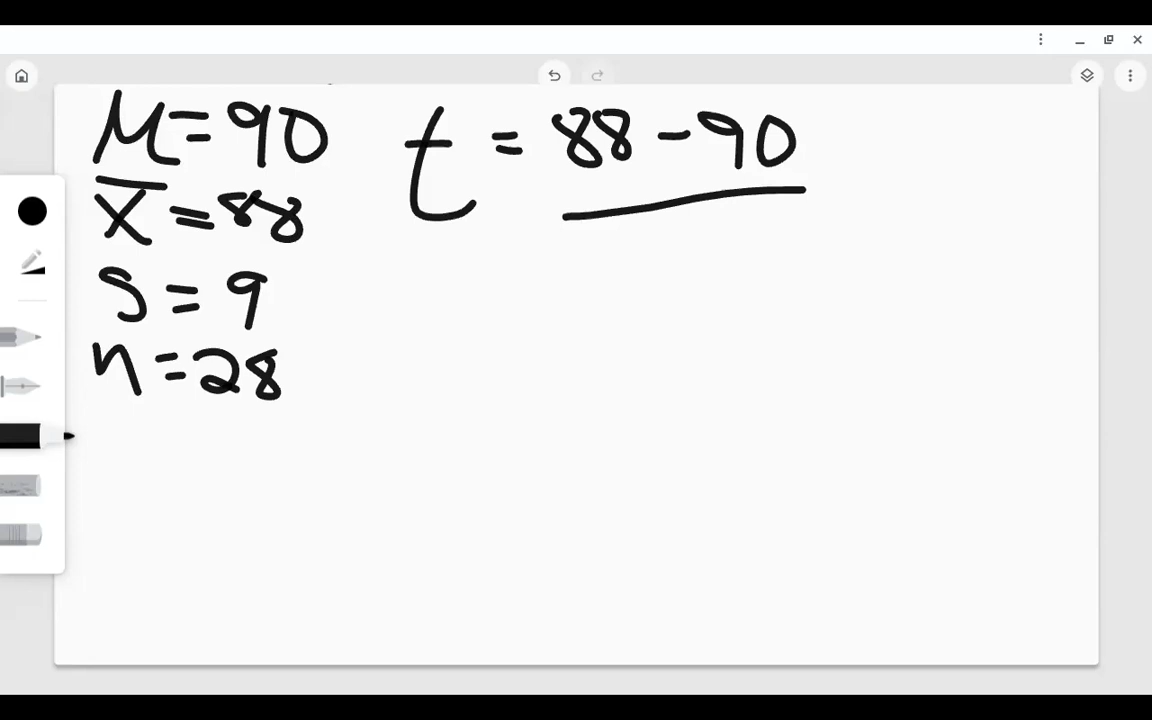 μ = 90
x̄ = 88
s = 9
n = 28
t = 88 - 90